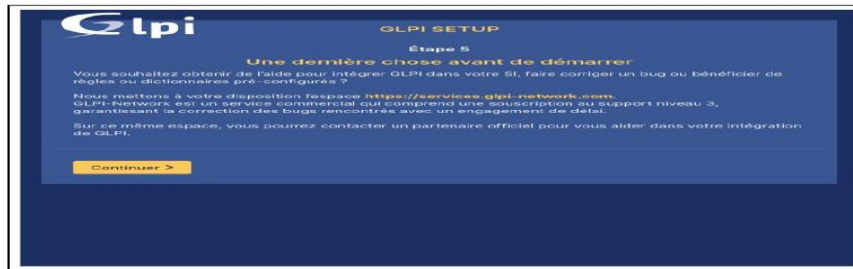 Glpi
GLPI SETUP
Étape 5
Une dernière chose avant de démarrer
Vous souhaitez obtenir de l'aide pour intégrer GLPI dans votre SI, faire corriger un bug ou bénéficier de
règles ou dictionnaires pré-configurés ?
Nous mettons à votre disposition l'espace https://services.glpi-network.com.
GLPI-Network est un service commercial qui comprend une souscription au support niveau 3,
garantissant la correction des bugs rencontrés avec un engagement de délai.
Sur ce même espace, vous pourrez contacter un partenaire officiel pour vous aider dans votre intégration
de GLPI.
Continuer >